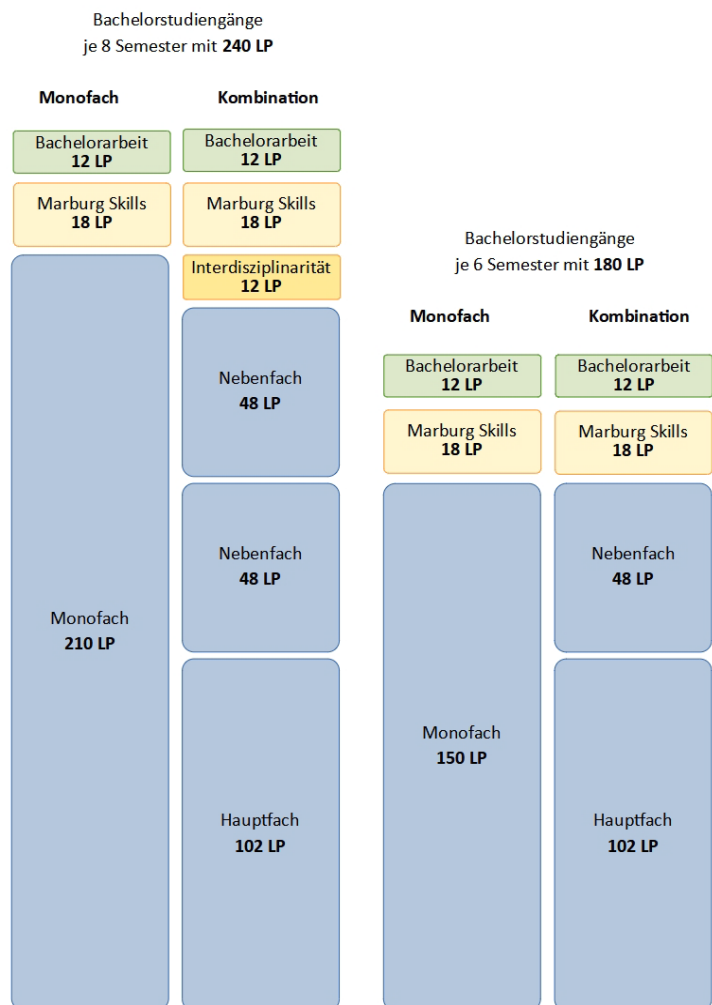 Bachelorstudiengänge
je 8 Semester mit 240 LP
Monofach
Kombination
Bachelorarbeit
12 LP
Marburg Skills
18 LP
Monofach
210 LP
Bachelorarbeit
12 LP
Marburg Skills
18 LP
Interdisziplinarität
12 LP
Nebenfach
48 LP
Nebenfach
48 LP
Hauptfach
102 LP
Bachelorstudiengänge
je 6 Semester mit 180 LP
Monofach
Kombination
Bachelorarbeit
12 LP
Marburg Skills
18 LP
Monofach
150 LP
Bachelorarbeit
12 LP
Marburg Skills
18 LP
Nebenfach
48 LP
Hauptfach
102 LP